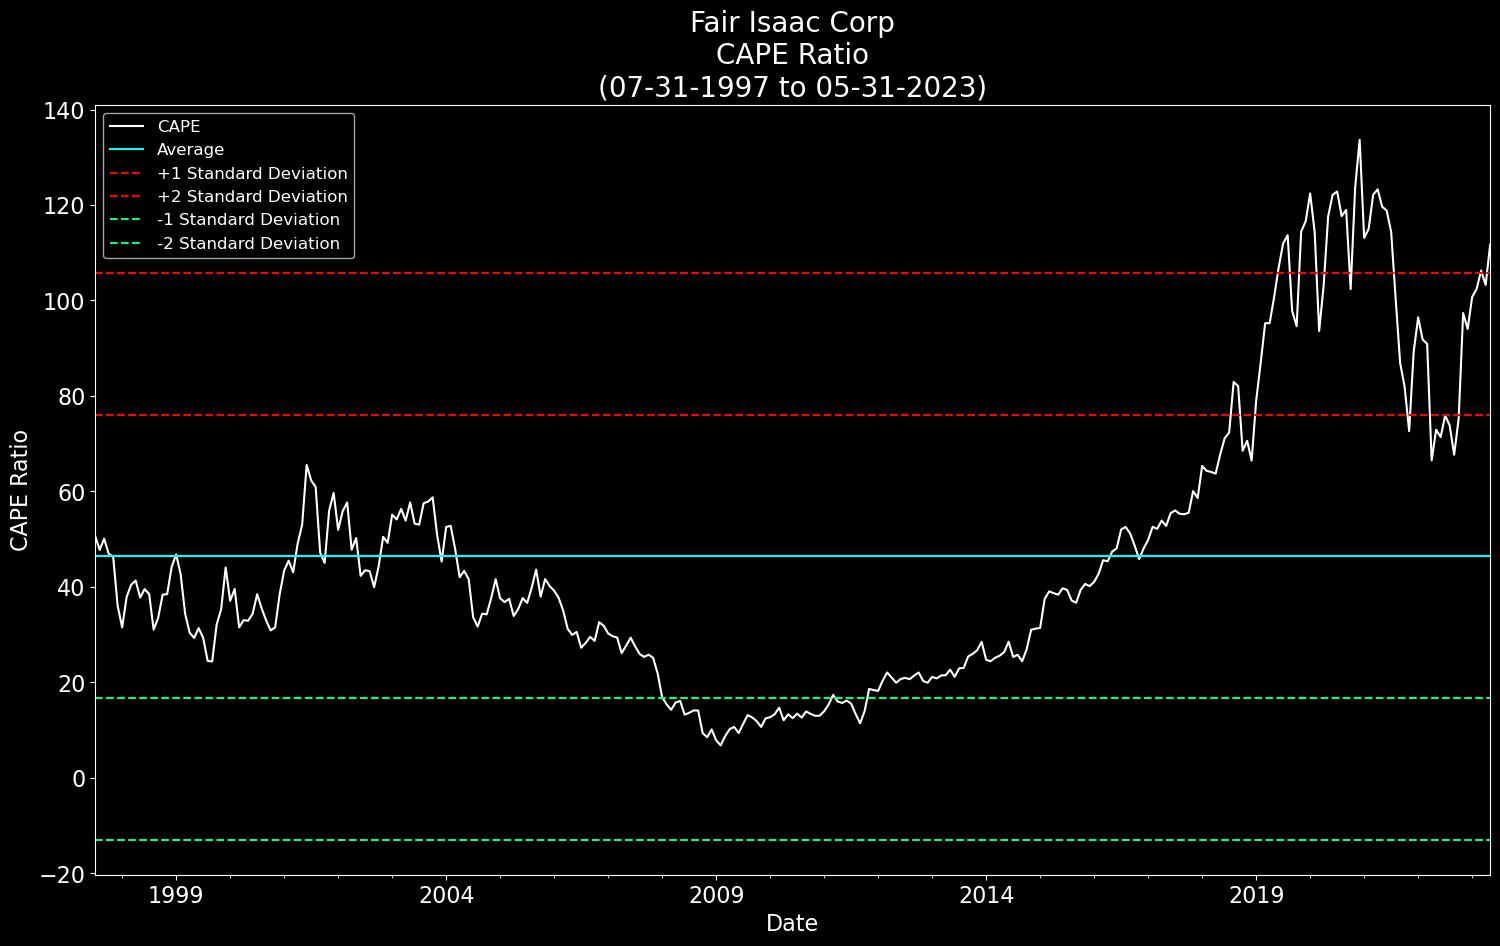 Fair Isaac Corp
CAPE Ratio
(07-31-1997 to 05-31-2023)
140
120
100
80
60
40
20
0
−20
CAPE Ratio
CAPE
Average
+1 Standard Deviation
+2 Standard Deviation
-1 Standard Deviation
-2 Standard Deviation
1999 2004 2009 2014 2019
Date